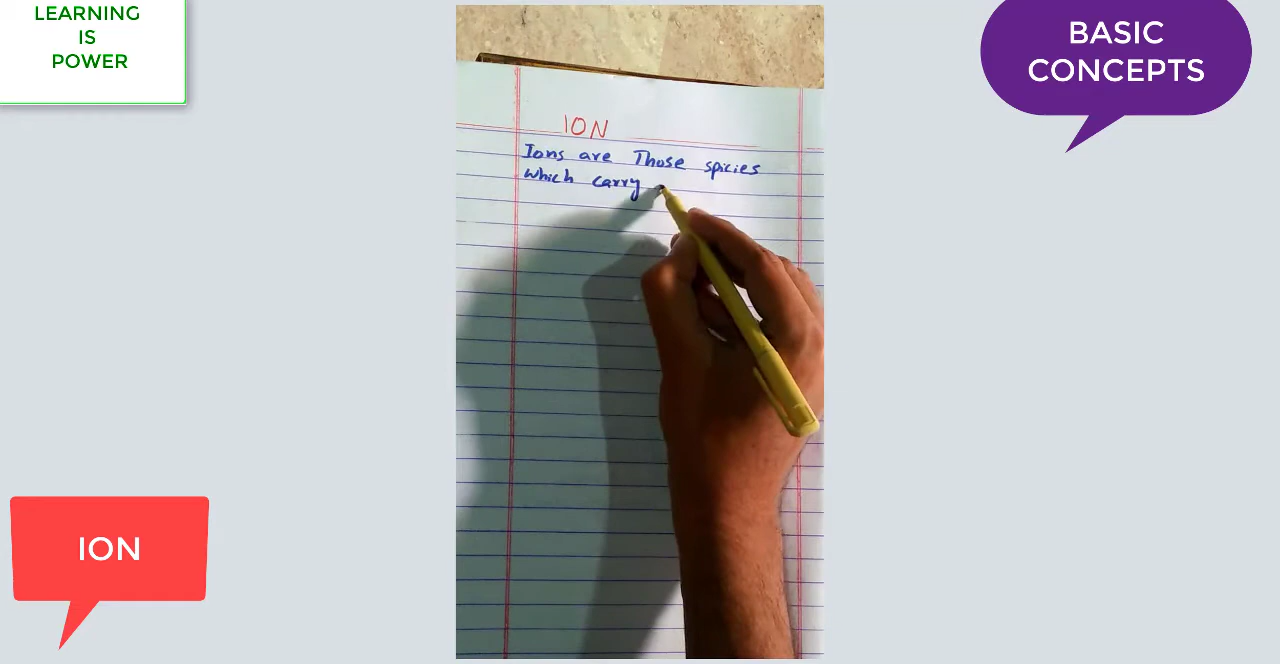 LEARNING
IS
POWER
BASIC
CONCEPTS
ION
Ions are Those spicies
Which carry
ION